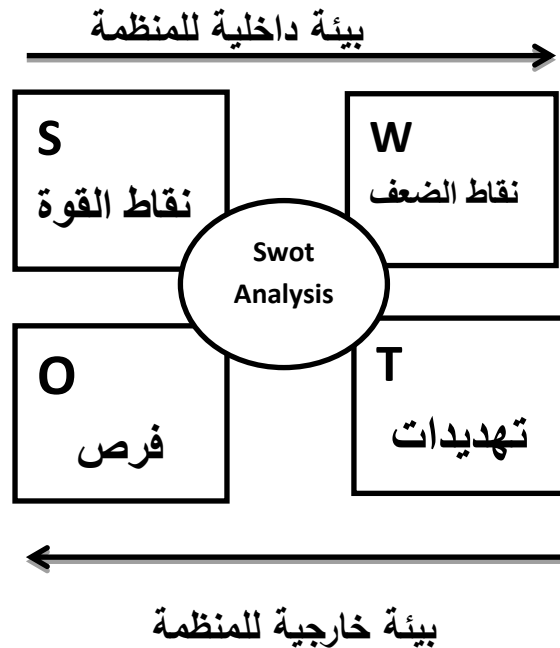 بيئة داخلية للمنظمة
S
نقاط القوة
W
نقاط الضعف
Swot
Analysis
O
فرص
T
تهديدات
بيئة خارجية للمنظمة